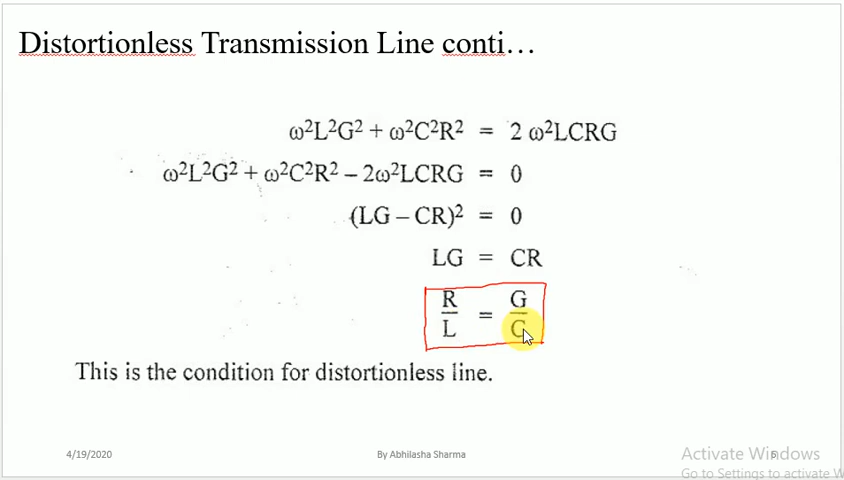 Distortionless Transmission Line conti…
ω²L²G² + ω²C²R² = 2 ω²LCRG
ω²L²G² + ω²C²R² – 2ω²LCRG = 0
(LG – CR)² = 0
LG = CR
R/L = G/C
This is the condition for distortionless line.
4/19/2020 By Abhilasha Sharma
Activate Windows
Go to Settings to activate W